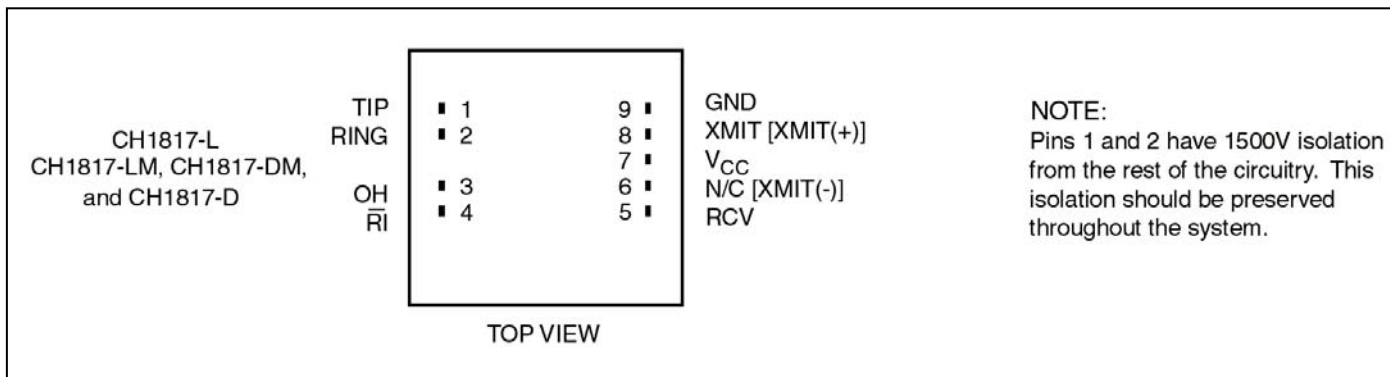 CH1817-L
CH1817-LM, CH1817-DM,
and CH1817-D
TIP 1 9 GND
RING 2 8 XMIT [XMIT(+)]
7 VCC
OH 3 6 N/C [XMIT(-)]
R̅I̅ 4 5 RCV
TOP VIEW
NOTE:
Pins 1 and 2 have 1500V isolation
from the rest of the circuitry. This
isolation should be preserved
throughout the system.